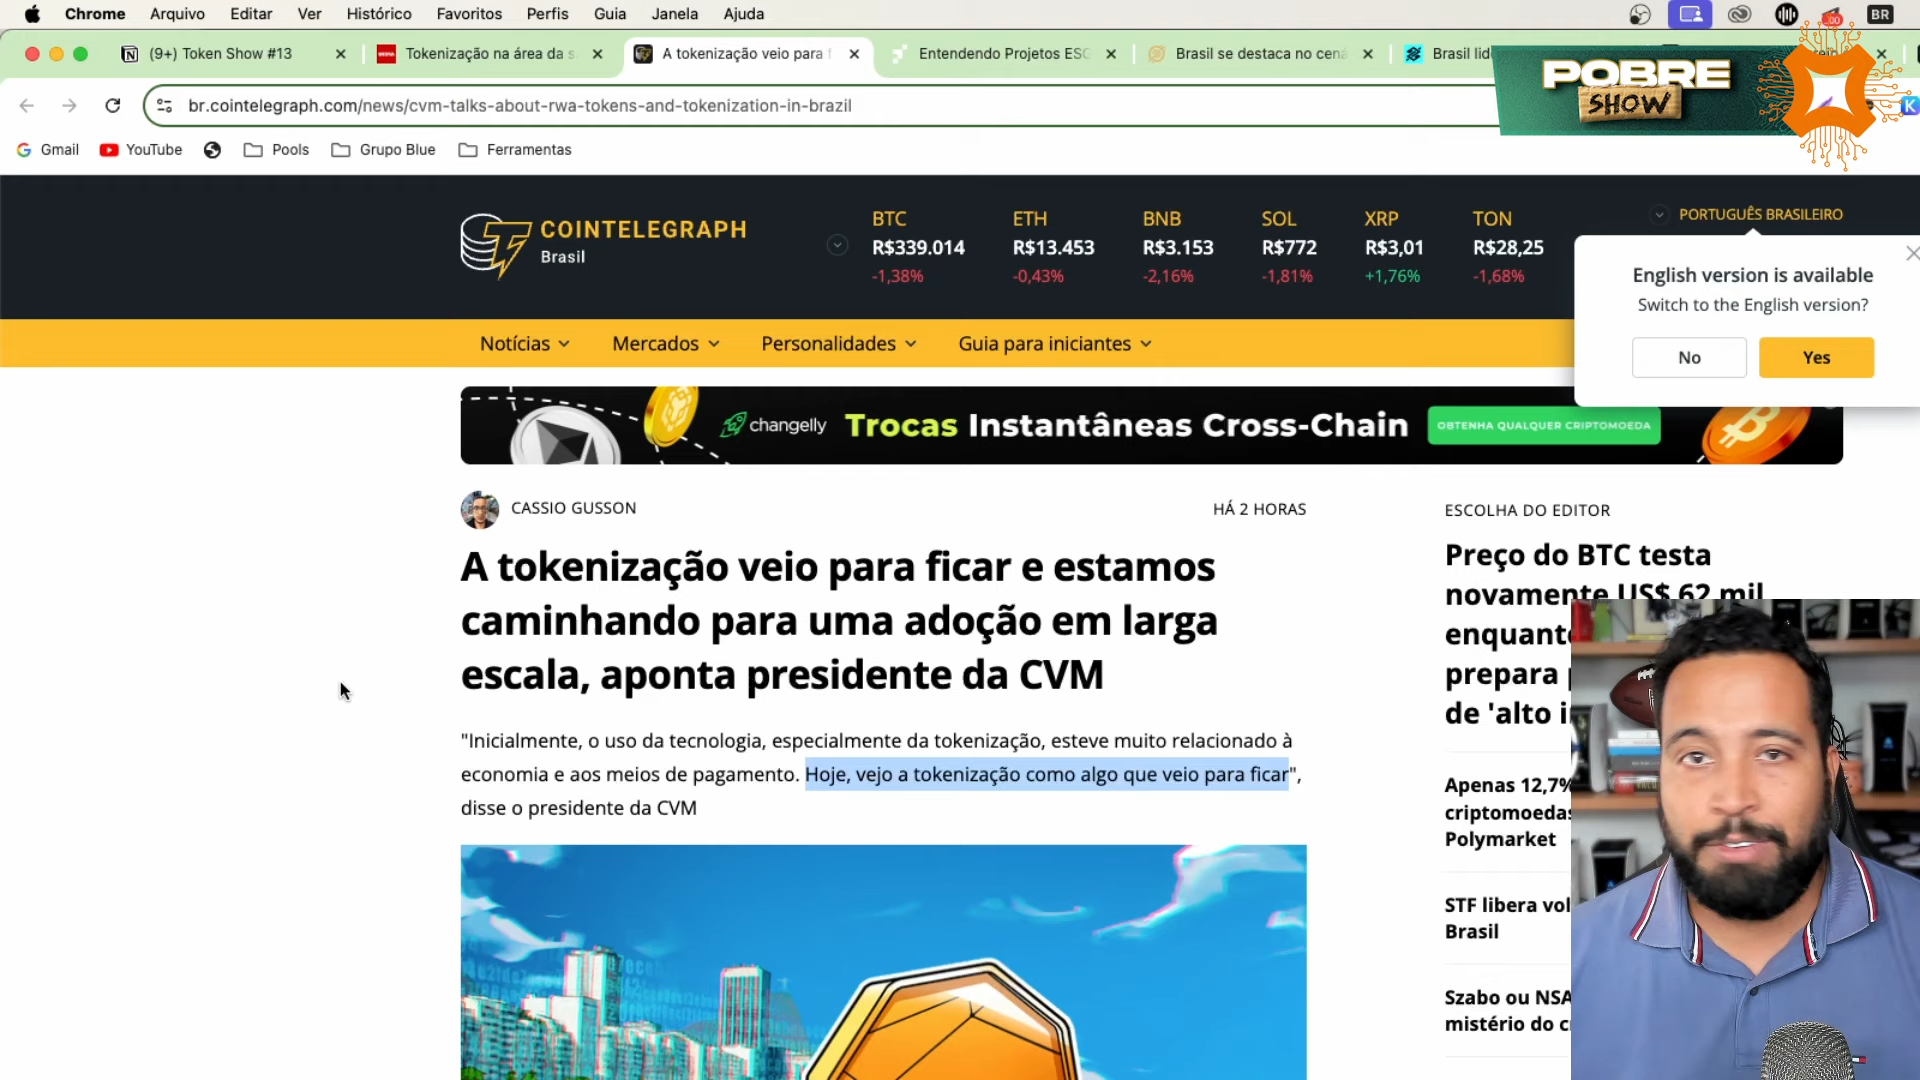 Chrome Arquivo Editar Ver Histórico Favoritos Perfis Guia Janela Ajuda BR
(9+) Token Show #13
Tokenização na área da s
A tokenização veio para f
Entendendo Projetos ESG
Brasil se destaca no cená
Brasil lid
POBRE
SHOW
br.cointelegraph.com/news/cvm-talks-about-rwa-tokens-and-tokenization-in-brazil
K
Gmail YouTube Pools Grupo Blue Ferramentas
COINTELEGRAPH
Brasil
BTC ETH BNB SOL XRP TON
R$339.014 R$13.453 R$3.153 R$772 R$3,01 R$28,25
-1,38% -0,43% -2,16% -1,81% +1,76% -1,68%
PORTUGUÊS BRASILEIRO
English version is available
Switch to the English version?
No Yes
Notícias Mercados Personalidades Guia para iniciantes
changelly Trocas Instantâneas Cross-Chain OBTENHA QUALQUER CRIPTOMOEDA
CASSIO GUSSON HÁ 2 HORAS
A tokenização veio para ficar e estamos
caminhando para uma adoção em larga
escala, aponta presidente da CVM
"Inicialmente, o uso da tecnologia, especialmente da tokenização, esteve muito relacionado à
economia e aos meios de pagamento. Hoje, vejo a tokenização como algo que veio para ficar",
disse o presidente da CVM
ESCOLHA DO EDITOR
Preço do BTC testa
novamente US$ 62 mil
enquanto
prepara
de 'alto i
Apenas 12,7%
criptomoedas
Polymarket
STF libera vol
Brasil
Szabo ou NSA
mistério do c